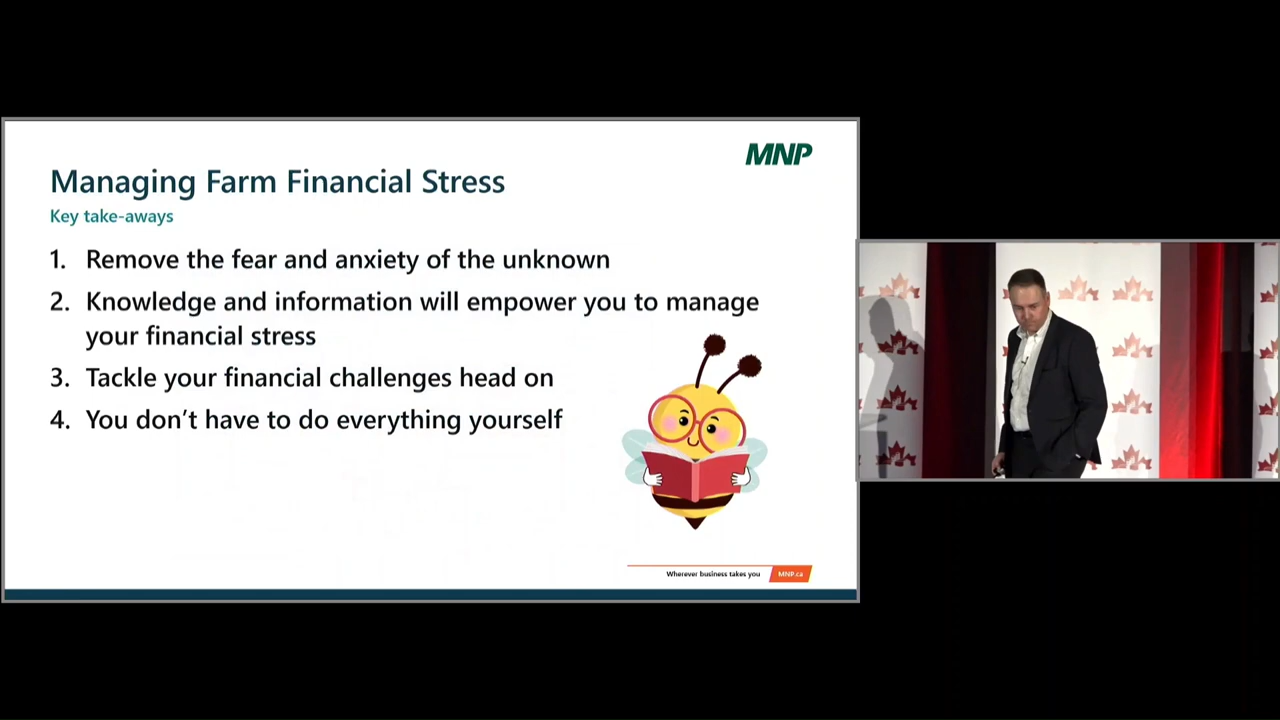 MNP
Managing Farm Financial Stress
Key take-aways
1. Remove the fear and anxiety of the unknown
2. Knowledge and information will empower you to manage
your financial stress
3. Tackle your financial challenges head on
4. You don’t have to do everything yourself
Wherever business takes you
MNP.ca